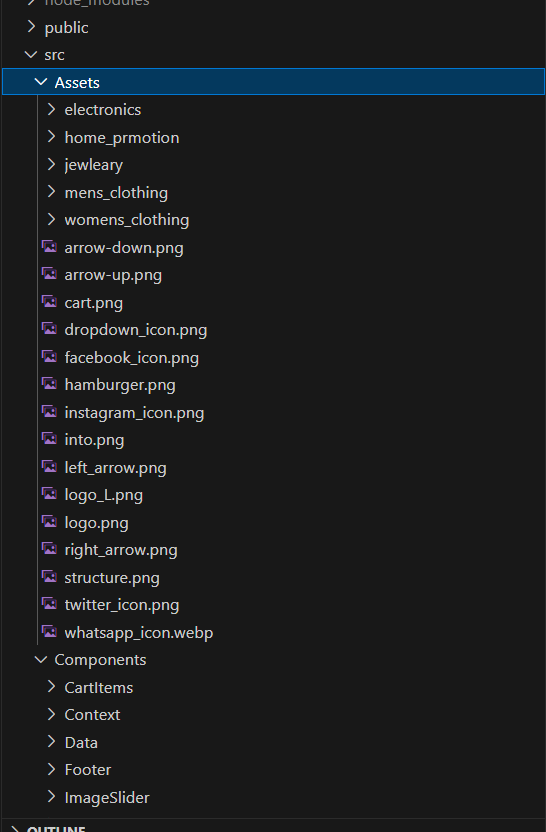 node_modules
public
src
Assets
electronics
home_prmotion
jewleary
mens_clothing
womens_clothing
arrow-down.png
arrow-up.png
cart.png
dropdown_icon.png
facebook_icon.png
hamburger.png
instagram_icon.png
into.png
left_arrow.png
logo_L.png
logo.png
right_arrow.png
structure.png
twitter_icon.png
whatsapp_icon.webp
Components
CartItems
Context
Data
Footer
ImageSlider
OUTLINE